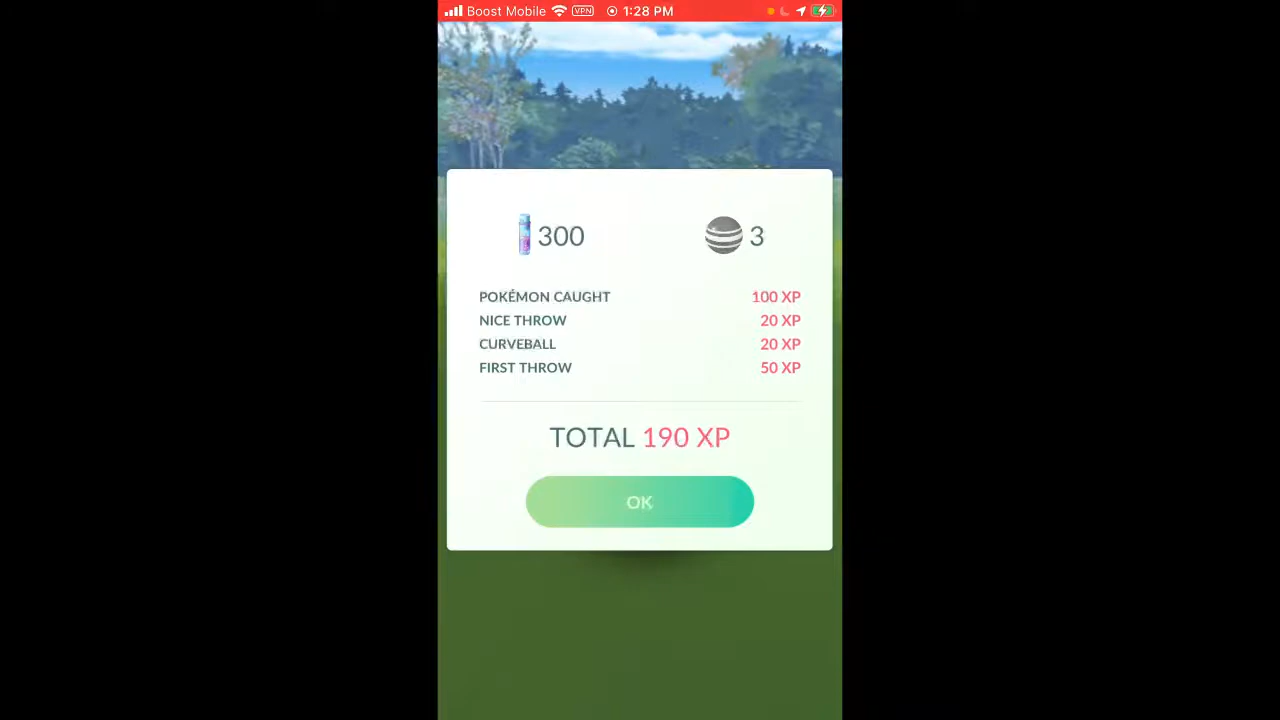 Boost Mobile VPN 1:28 PM
300 3
POKÉMON CAUGHT 100 XP
NICE THROW 20 XP
CURVEBALL 20 XP
FIRST THROW 50 XP
TOTAL 190 XP
OK